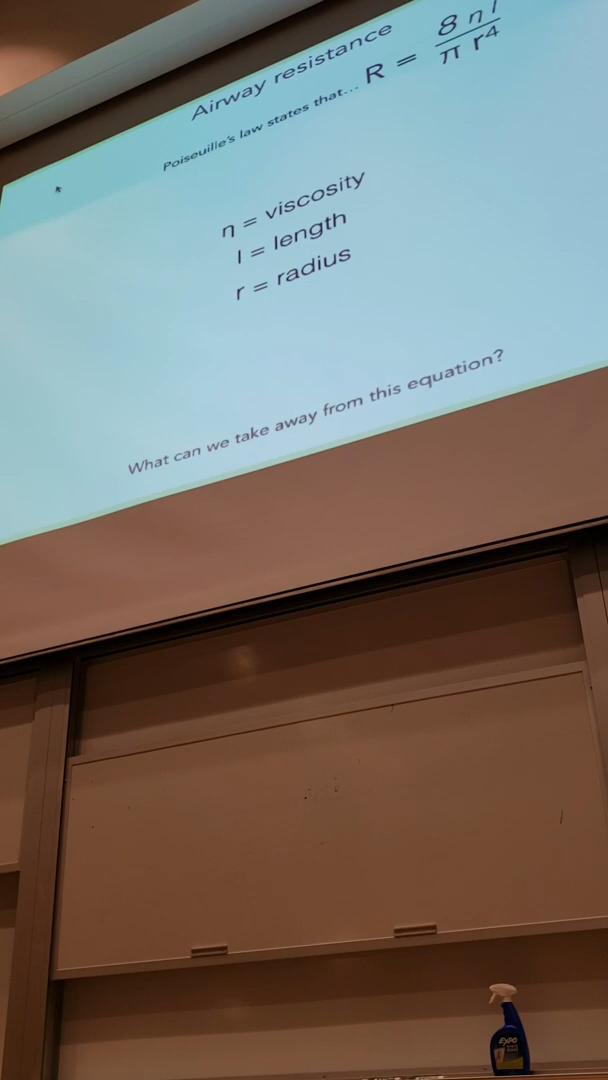 Airway resistance
Poiseuille's law states that... R = 8 η l / π r⁴
η = viscosity
l = length
r = radius
What can we take away from this equation?
EXPO